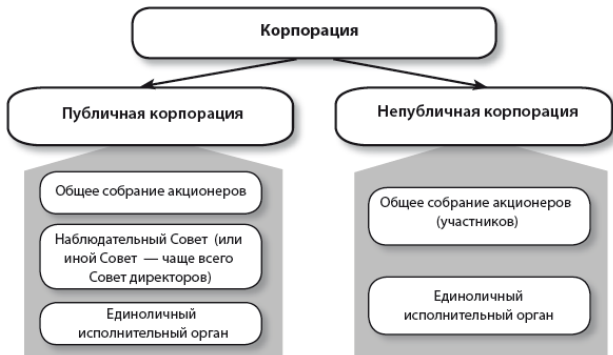 Корпорация
Публичная корпорация
Непубличная корпорация
Общее собрание акционеров
Наблюдательный Совет (или
иной Совет — чаще всего
Совет директоров)
Единоличный
исполнительный орган
Общее собрание акционеров
(участников)
Единоличный
исполнительный орган